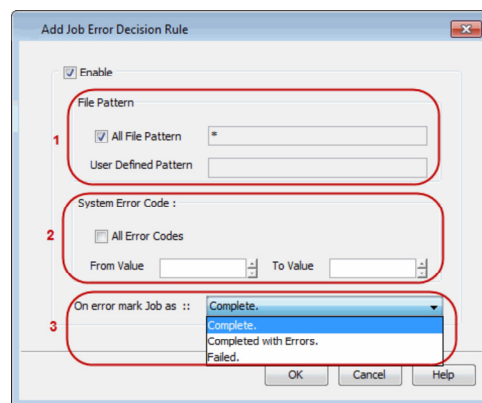 Add Job Error Decision Rule
Enable
File Pattern
1
All File Pattern
*
User Defined Pattern
System Error Code :
2
All Error Codes
From Value
To Value
On error mark Job as ::
Complete.
3
Complete.
Completed with Errors.
Failed.
OK
Cancel
Help